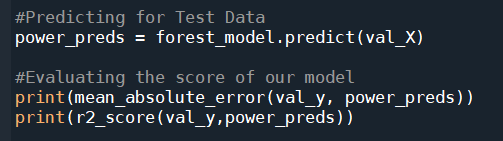 #Predicting for Test Data
power_preds = forest_model.predict(val_X)
#Evaluating the score of our model
print(mean_absolute_error(val_y, power_preds))
print(r2_score(val_y,power_preds))